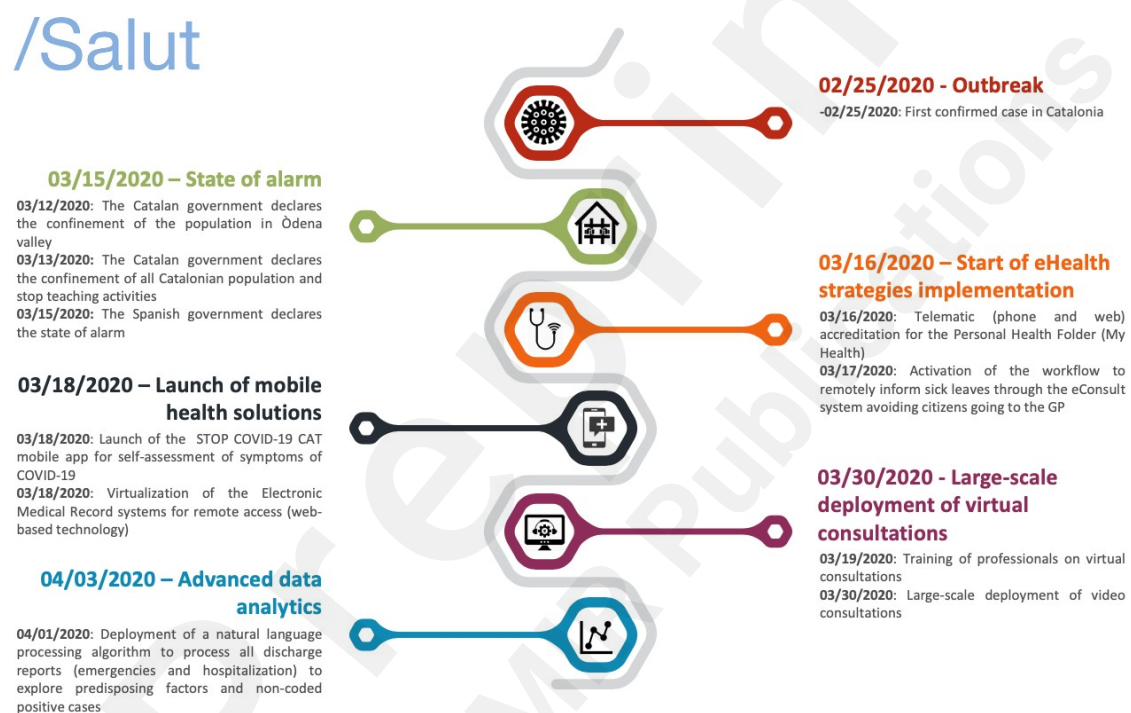 /Salut
02/25/2020 - Outbreak
-02/25/2020: First confirmed case in Catalonia
03/15/2020 – State of alarm
03/12/2020: The Catalan government declares
the confinement of the population in Òdena
valley
03/13/2020: The Catalan government declares
the confinement of all Catalonian population and
stop teaching activities
03/15/2020: The Spanish government declares
the state of alarm
03/16/2020 – Start of eHealth
strategies implementation
03/16/2020: Telematic (phone and web)
accreditation for the Personal Health Folder (My
Health)
03/17/2020: Activation of the workflow to
remotely inform sick leaves through the eConsult
system avoiding citizens going to the GP
03/18/2020 – Launch of mobile
health solutions
03/18/2020: Launch of the STOP COVID-19 CAT
mobile app for self-assessment of symptoms of
COVID-19
03/18/2020: Virtualization of the Electronic
Medical Record systems for remote access (web-
based technology)
03/30/2020 - Large-scale
deployment of virtual
consultations
03/19/2020: Training of professionals on virtual
consultations
03/30/2020: Large-scale deployment of video
consultations
04/03/2020 – Advanced data
analytics
04/01/2020: Deployment of a natural language
processing algorithm to process all discharge
reports (emergencies and hospitalization) to
explore predisposing factors and non-coded
positive cases
Preprin
JMIR Publications